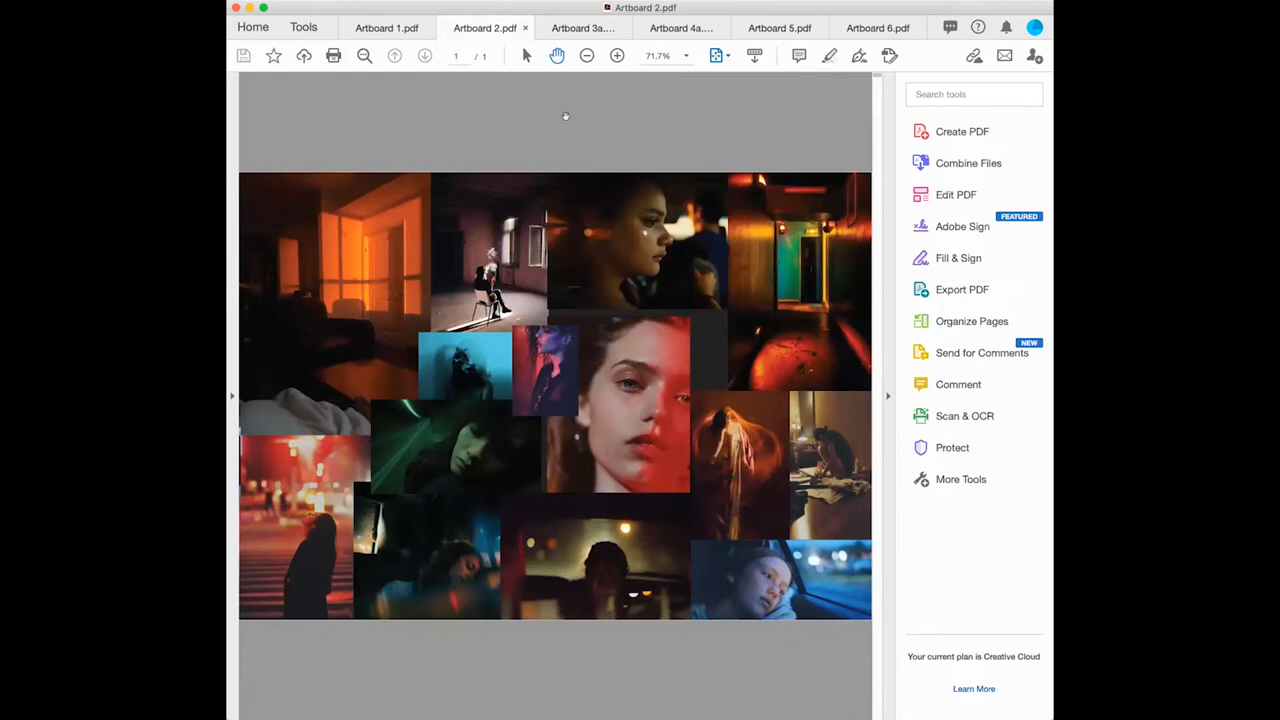 Artboard 2.pdf
Home
Tools
Artboard 1.pdf
Artboard 2.pdf ×
Artboard 3a....
Artboard 4a....
Artboard 5.pdf
Artboard 6.pdf
1 / 1
71.7%
Search tools
Create PDF
Combine Files
Edit PDF
FEATURED
Adobe Sign
Fill & Sign
Export PDF
Organize Pages
NEW
Send for Comments
Comment
Scan & OCR
Protect
More Tools
Your current plan is Creative Cloud
Learn More